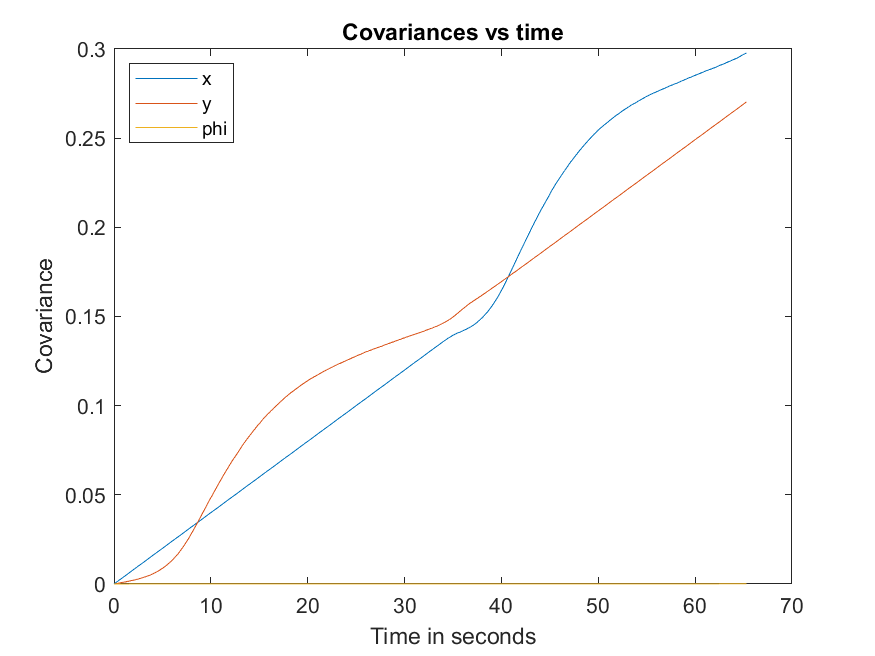 Covariances vs time
x
y
phi
0.3
0.25
0.2
0.15
0.1
0.05
0
Covariance
0 10 20 30 40 50 60 70
Time in seconds